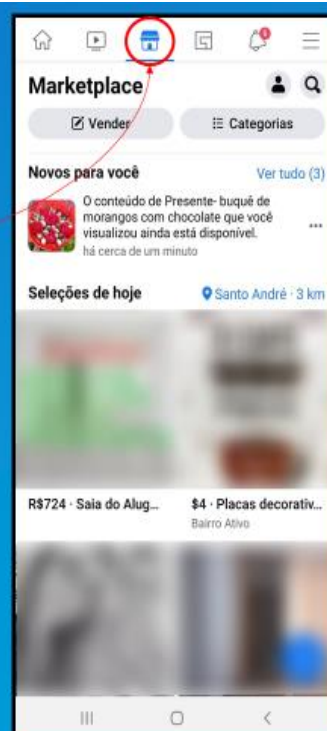 Marketplace
Vender
Categorias
Novos para você
Ver tudo (3)
O conteúdo de Presente- buquê de
morangos com chocolate que você
visualizou ainda está disponível.
há cerca de um minuto
Seleções de hoje
Santo André · 3 km
R$724 · Saia do Alug...
$4 · Placas decorativ...
Bairro Ativo